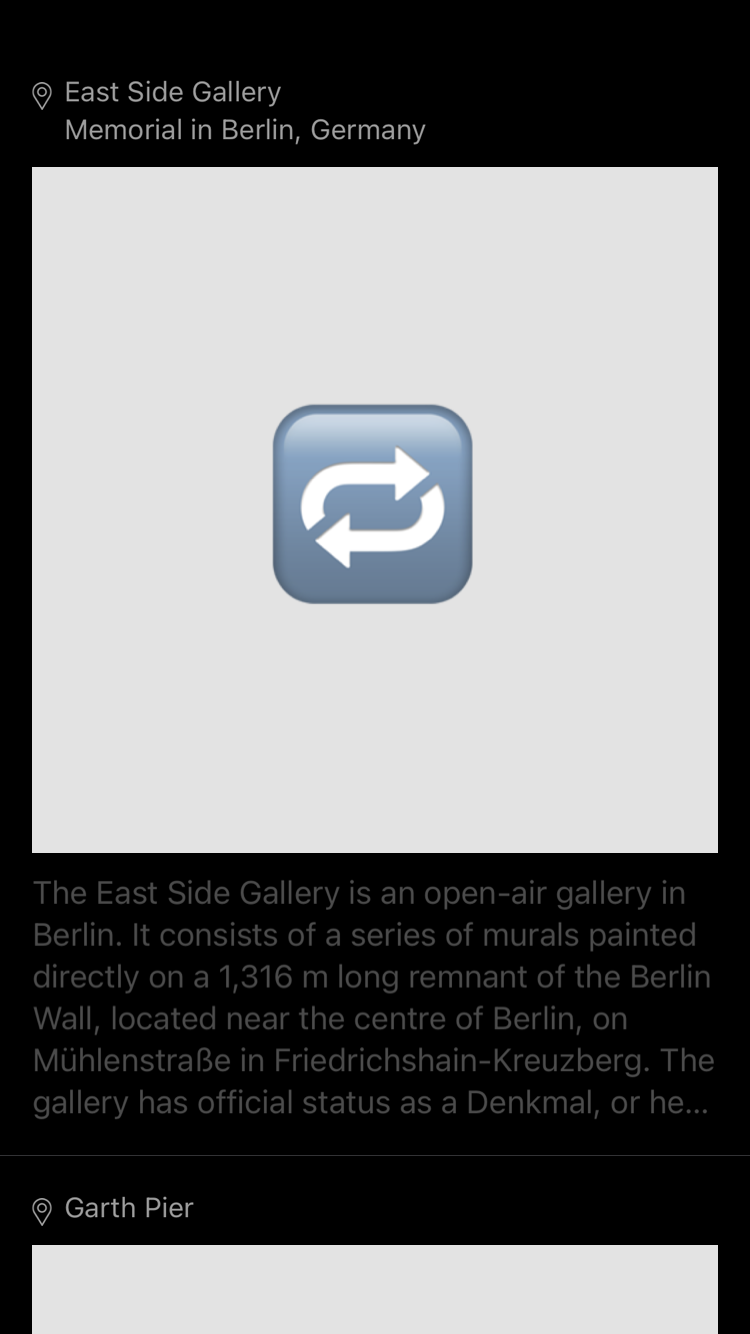 East Side Gallery
Memorial in Berlin, Germany
The East Side Gallery is an open-air gallery in
Berlin. It consists of a series of murals painted
directly on a 1,316 m long remnant of the Berlin
Wall, located near the centre of Berlin, on
Mühlenstraße in Friedrichshain-Kreuzberg. The
gallery has official status as a Denkmal, or he...
Garth Pier